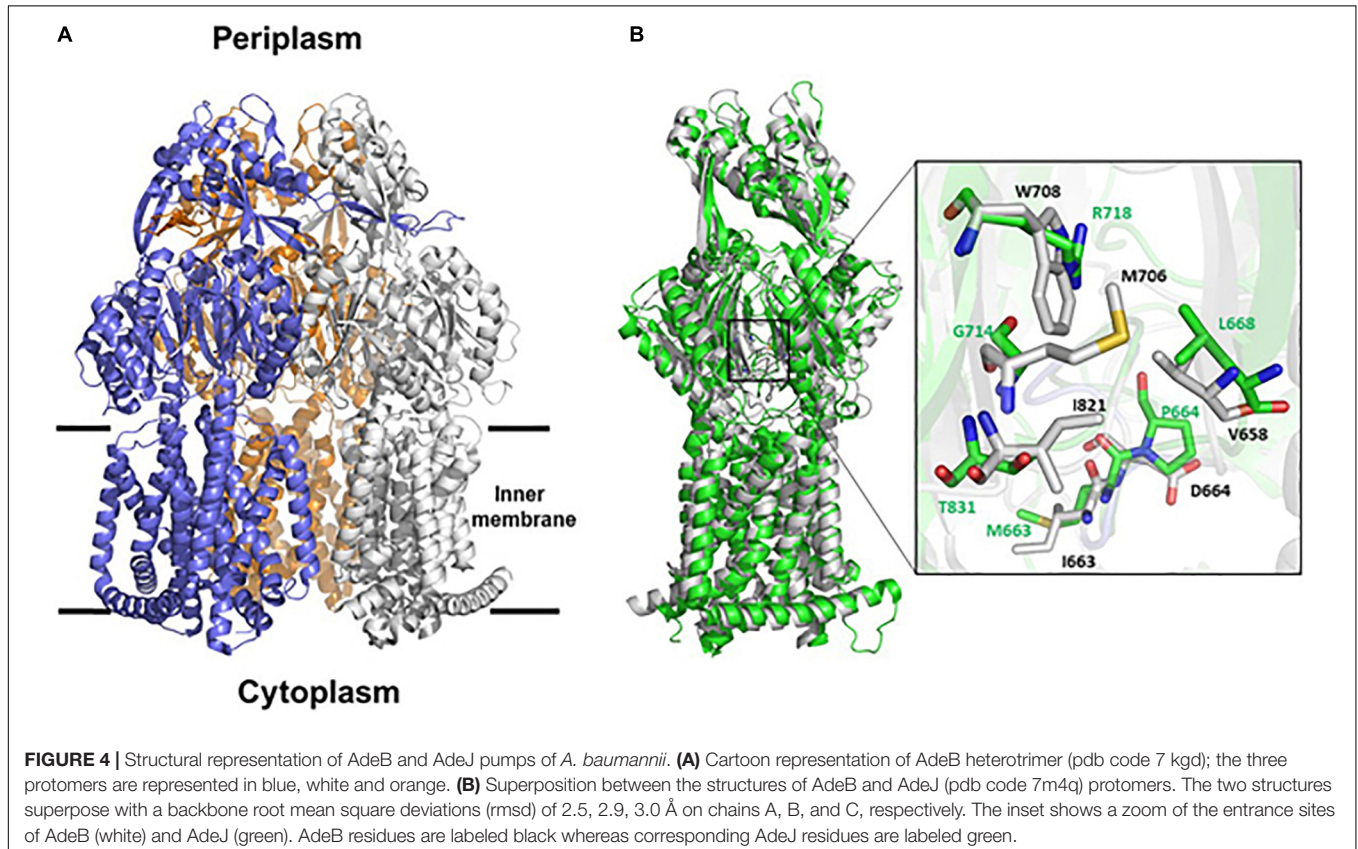 A
Periplasm
B
W708
R718
M706
G714
L668
I821
P664
V658
D664
T831
M663
I663
Inner
membrane
Cytoplasm
FIGURE 4 | Structural representation of AdeB and AdeJ pumps of A. baumannii. (A) Cartoon representation of AdeB heterotrimer (pdb code 7 kgd); the three
protomers are represented in blue, white and orange. (B) Superposition between the structures of AdeB and AdeJ (pdb code 7m4q) protomers. The two structures
superpose with a backbone root mean square deviations (rmsd) of 2.5, 2.9, 3.0 Å on chains A, B, and C, respectively. The inset shows a zoom of the entrance sites
of AdeB (white) and AdeJ (green). AdeB residues are labeled black whereas corresponding AdeJ residues are labeled green.